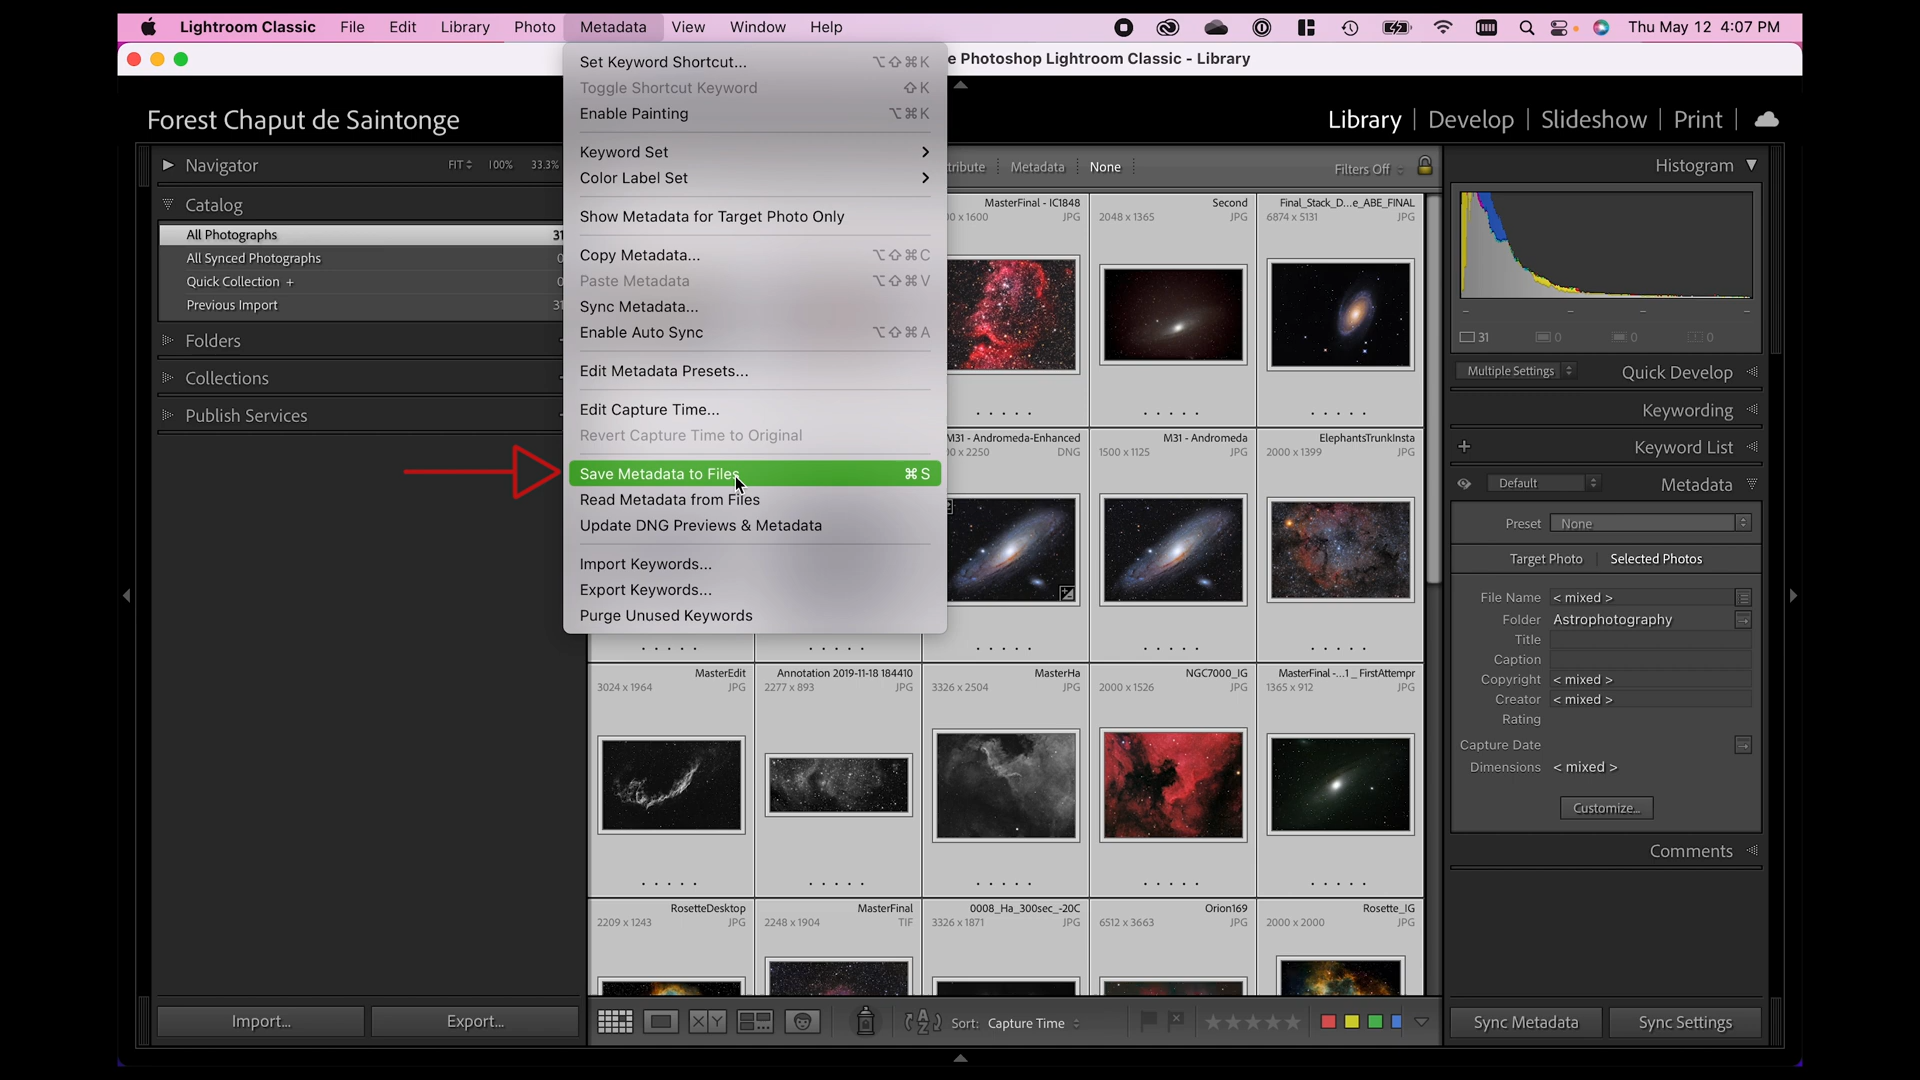 Lightroom Classic File Edit Library Photo Metadata View Window Help Thu May 12 4:07 PM
e Photoshop Lightroom Classic - Library
Set Keyword Shortcut... ⌥⇧⌘K
Toggle Shortcut Keyword ⇧K
Enable Painting ⌥⌘K
Keyword Set
Color Label Set
Show Metadata for Target Photo Only
Copy Metadata... ⌥⇧⌘C
Paste Metadata ⌥⇧⌘V
Sync Metadata...
Enable Auto Sync ⌥⇧⌘A
Edit Metadata Presets...
Edit Capture Time...
Revert Capture Time to Original
Save Metadata to Files ⌘S
Read Metadata from Files
Update DNG Previews & Metadata
Import Keywords...
Export Keywords...
Purge Unused Keywords
Forest Chaput de Saintonge
Library | Develop | Slideshow | Print
Navigator FIT 100% 33.3%
Catalog
All Photographs 31
All Synced Photographs 0
Quick Collection + 0
Previous Import 31
Folders
Collections
Publish Services
Import...
Export...
tribute Metadata None Filters Off
MasterFinal - IC1848 Second Final_Stack_D...e_ABE_FINAL
00 x 1600 JPG 2048 x 1365 JPG 6874 x 5131 JPG
M31 - Andromeda-Enhanced M31 - Andromeda ElephantsTrunkInsta
00 x 2250 DNG 1500 x 1125 JPG 2000 x 1399 JPG
MasterEdit Annotation 2019-11-18 184410 MasterHa NGC7000_IG MasterFinal -...1 _ FirstAttempr
3024 x 1964 JPG 2277 x 893 JPG 3326 x 2504 JPG 2000 x 1526 JPG 1365 x 912 JPG
RosetteDesktop MasterFinal 0008_Ha_300sec_-20C Orion169 Rosette_IG
2209 x 1243 JPG 2248 x 1904 TIF 3326 x 1871 JPG 6512 x 3663 JPG 2000 x 2000 JPG
X Y
A Z Sort: Capture Time
Histogram
31 0 0 0
Multiple Settings Quick Develop
Keywording
+ Keyword List
Default Metadata
Preset None
Target Photo Selected Photos
File Name < mixed >
Folder Astrophotography
Title
Caption
Copyright < mixed >
Creator < mixed >
Rating
Capture Date
Dimensions < mixed >
Customize...
Comments
Sync Metadata Sync Settings